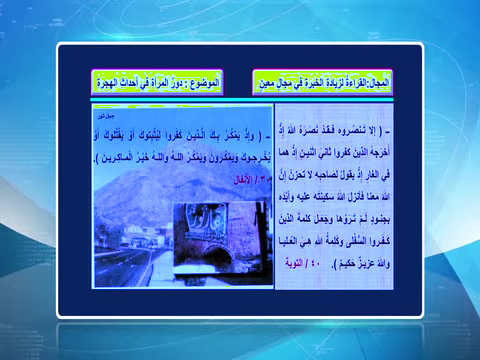 المجال:القراءة لزيادة الخبرة في مجال معين
الموضوع : دور المرأة في أحداث الهجرة
ـ ( إلا تنصروه فقد نصره الله إذ
أخرجه الذين كفروا ثاني اثنين إذ هما
في الغار إذ يقول لصاحبه لا تحزن إن
الله معنا فأنزل الله سكينته عليه وأيده
بجنود لم تروها وجعل كلمة الذين
كفروا السفلى وكلمة الله هي العليا
والله عزيز حكيم ). ٤٠ / التوبة
جبل ثور
ـ ( وإذ يمكر بك الذين كفروا ليثبتوك أو يقتلوك أو
يخرجوك ويمكرون ويمكر الله والله خير الماكرين ).
٣٠ / الأنفال